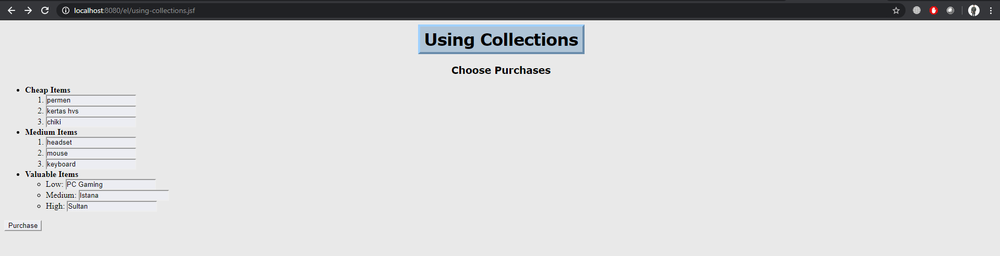 localhost:8080/el/using-collections.jsf
Using Collections
Choose Purchases
• Cheap Items
1. permen
2. kertas hvs
3. chiki
• Medium Items
1. headset
2. mouse
3. keyboard
• Valuable Items
○ Low: PC Gaming
○ Medium: Istana
○ High: Sultan
Purchase